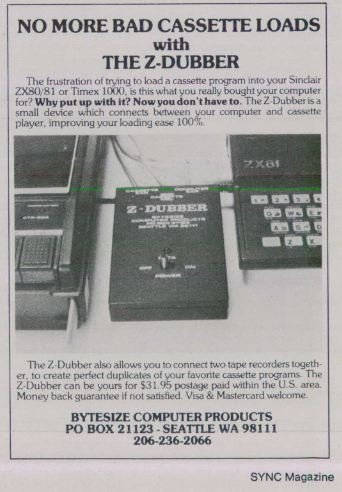 NO MORE BAD CASSETTE LOADS
with
THE Z-DUBBER
The frustration of trying to load a cassette program into your Sinclair
ZX80/81 or Timex 1000, is this what you really bought your computer
for? Why put up with it? Now you don't have to. The Z-Dubber is a
small device which connects between your computer and cassette
player, improving your loading ease 100%.
ZX81
CASSETTE
Z-DUBBER
BYTESIZE
COMPUTER PRODUCTS
SEATTLE WA 98111
OFF ON
POWER
The Z-Dubber also allows you to connect two tape recorders togeth-
er, to create perfect duplicates of your favorite cassette programs. The
Z-Dubber can be yours for $31.95 postage paid within the U.S. area.
Money back guarantee if not satisfied. Visa & Mastercard welcome.
BYTESIZE COMPUTER PRODUCTS
PO BOX 21123 - SEATTLE WA 98111
206-236-2066
SYNC Magazine